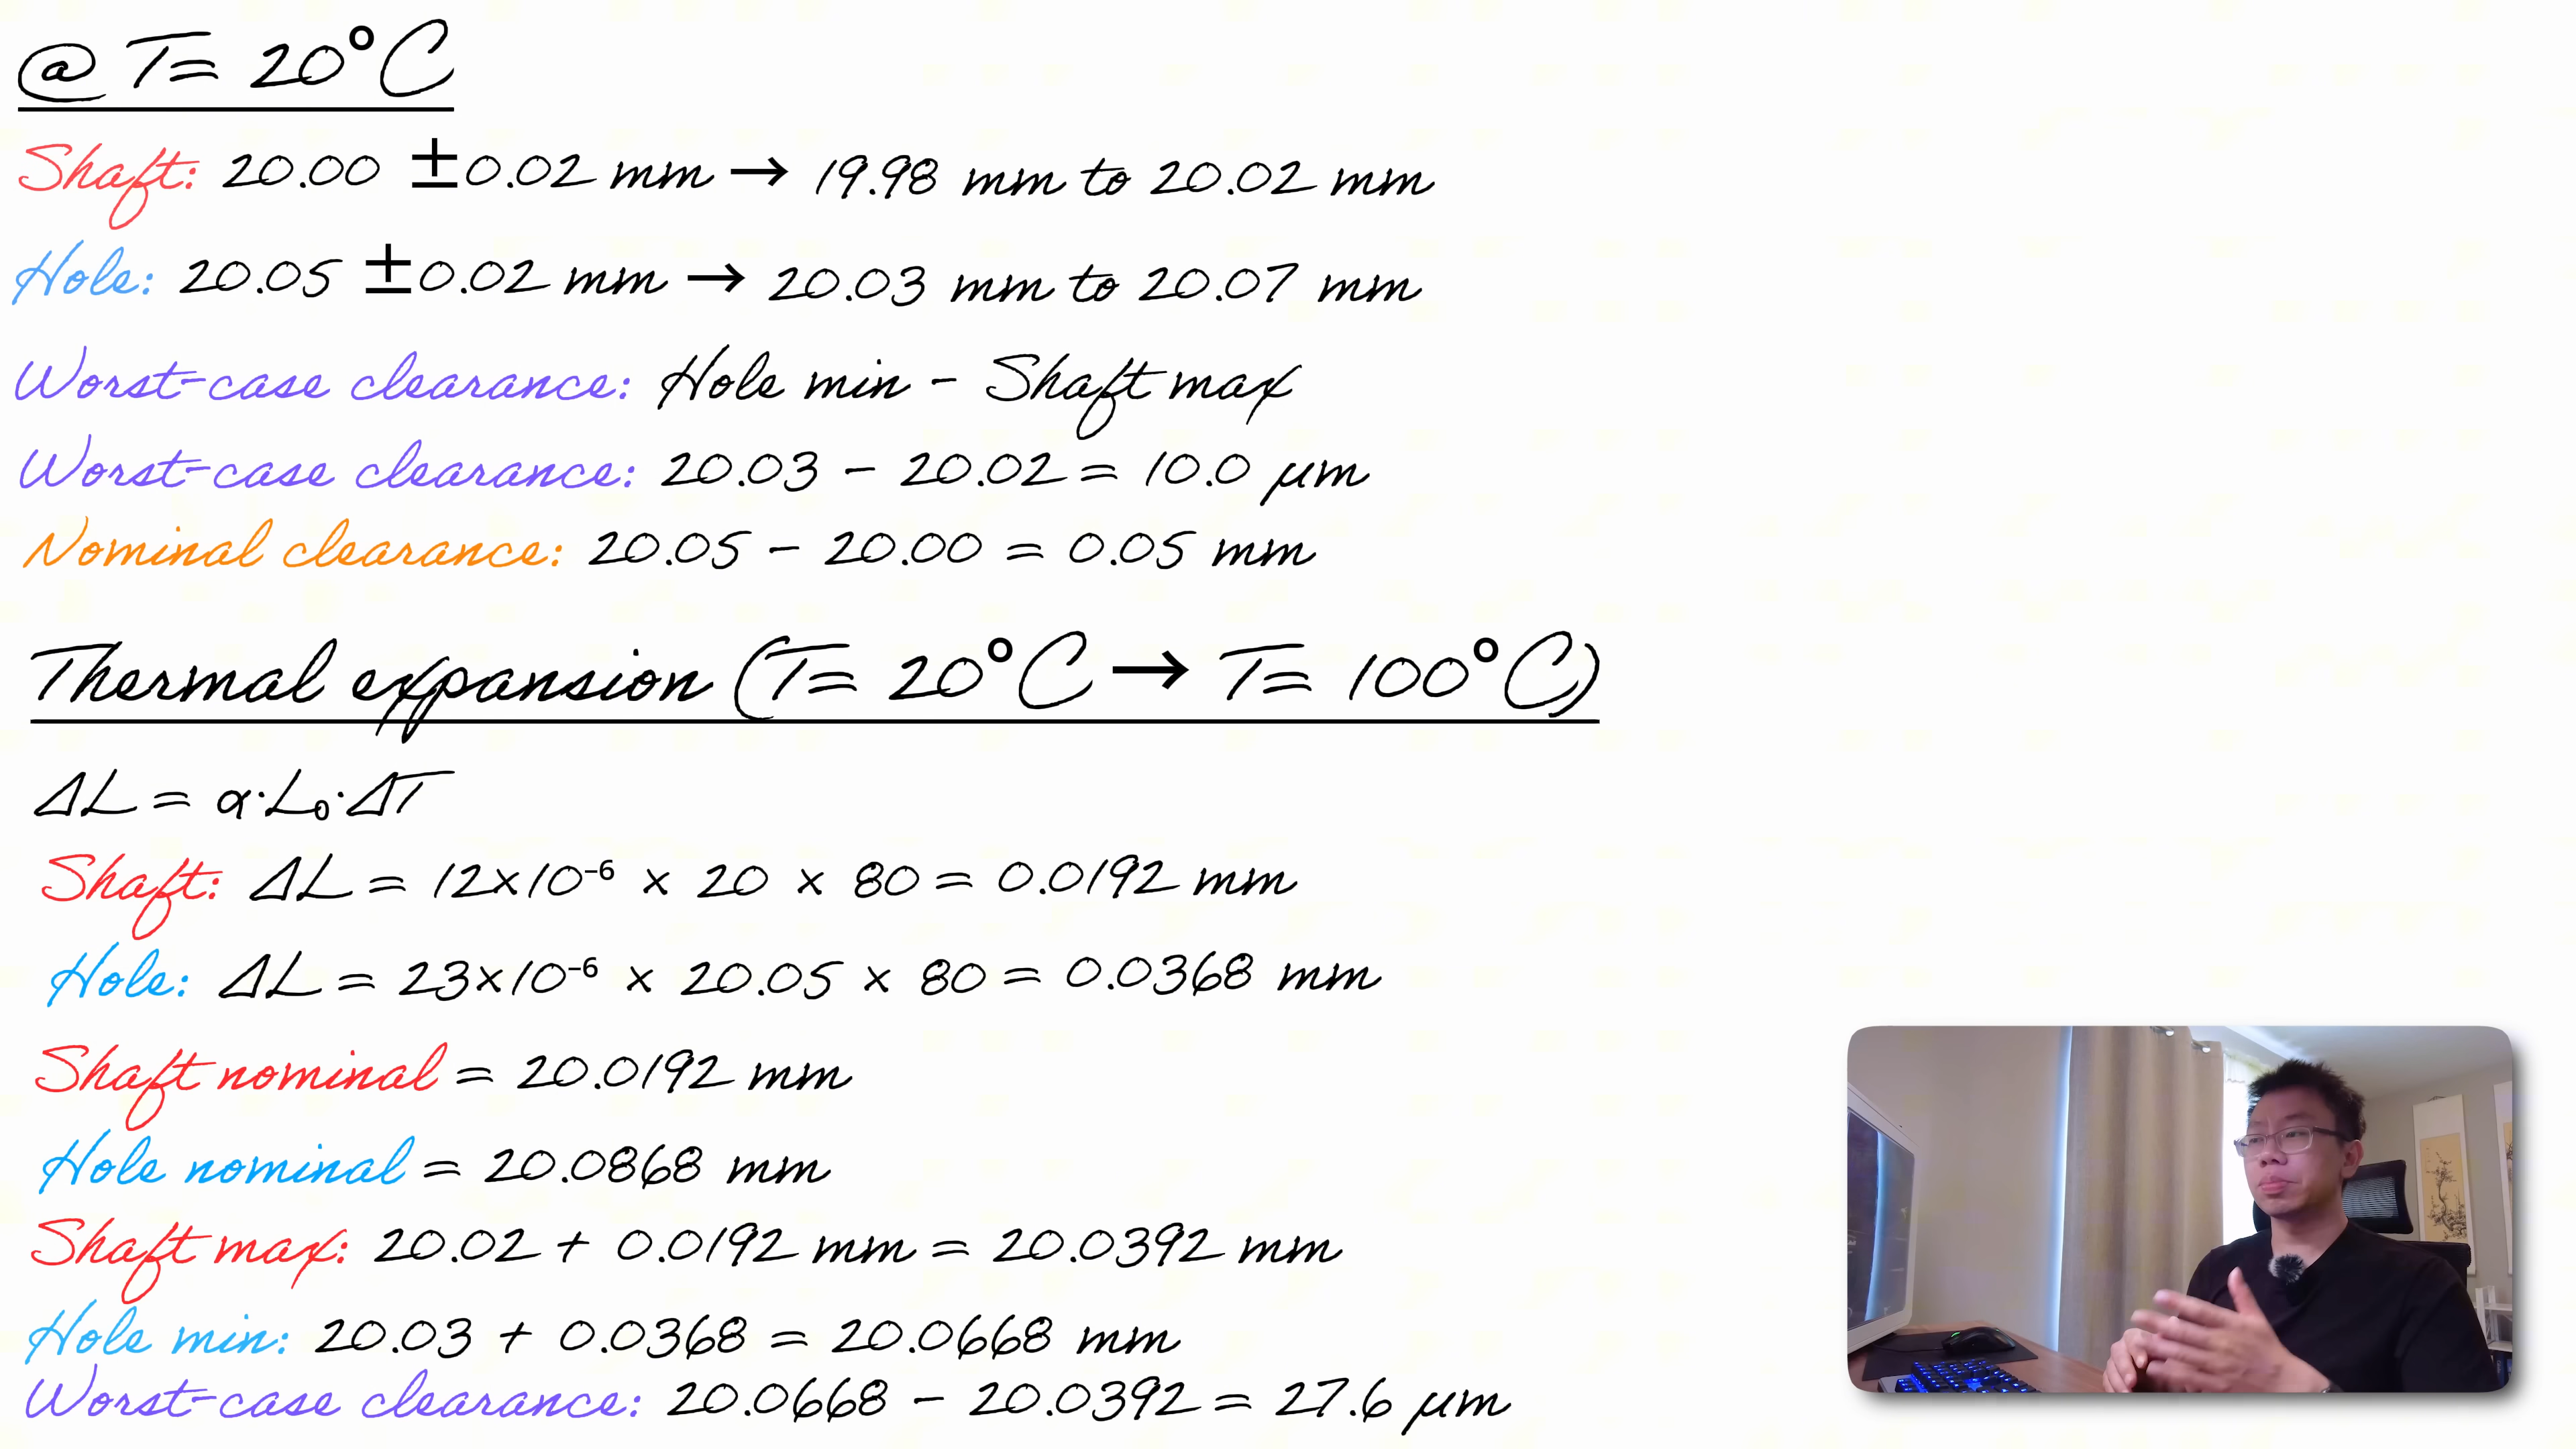 @ T= 20°C
Shaft: 20.00 ±0.02 mm → 19.98 mm to 20.02 mm
Hole: 20.05 ±0.02 mm → 20.03 mm to 20.07 mm
Worst-case clearance: Hole min - Shaft max
Worst-case clearance: 20.03 - 20.02 = 10.0 μm
Nominal clearance: 20.05 - 20.00 = 0.05 mm
Thermal expansion (T= 20°C → T= 100°C)
ΔL = α·L₀·ΔT
Shaft: ΔL = 12×10⁻⁶ × 20 × 80 = 0.0192 mm
Hole: ΔL = 23×10⁻⁶ × 20.05 × 80 = 0.0368 mm
Shaft nominal = 20.0192 mm
Hole nominal = 20.0868 mm
Shaft max: 20.02 + 0.0192 mm = 20.0392 mm
Hole min: 20.03 + 0.0368 = 20.0668 mm
Worst-case clearance: 20.0668 - 20.0392 = 27.6 μm